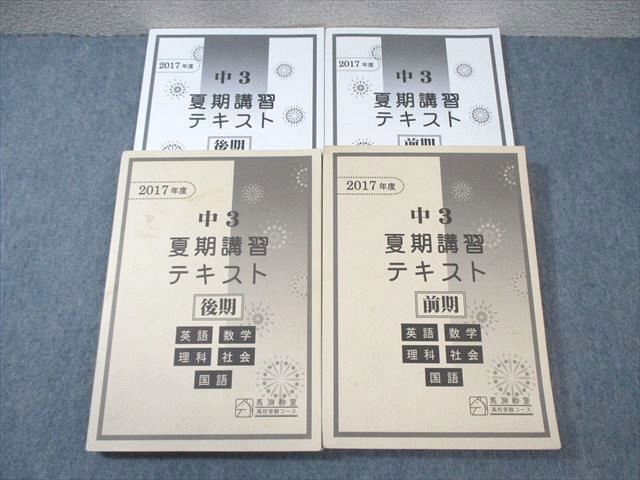 2017年度
中3
夏期講習
テキスト
後期
2017年度
中3
夏期講習
テキスト
前期
2017年度
中3
夏期講習
テキスト
後期
英語 数学
理科 社会
国語
馬渕教室
高校受験コース
2017年度
中3
夏期講習
テキスト
前期
英語 数学
理科 社会
国語
馬渕教室
高校受験コース